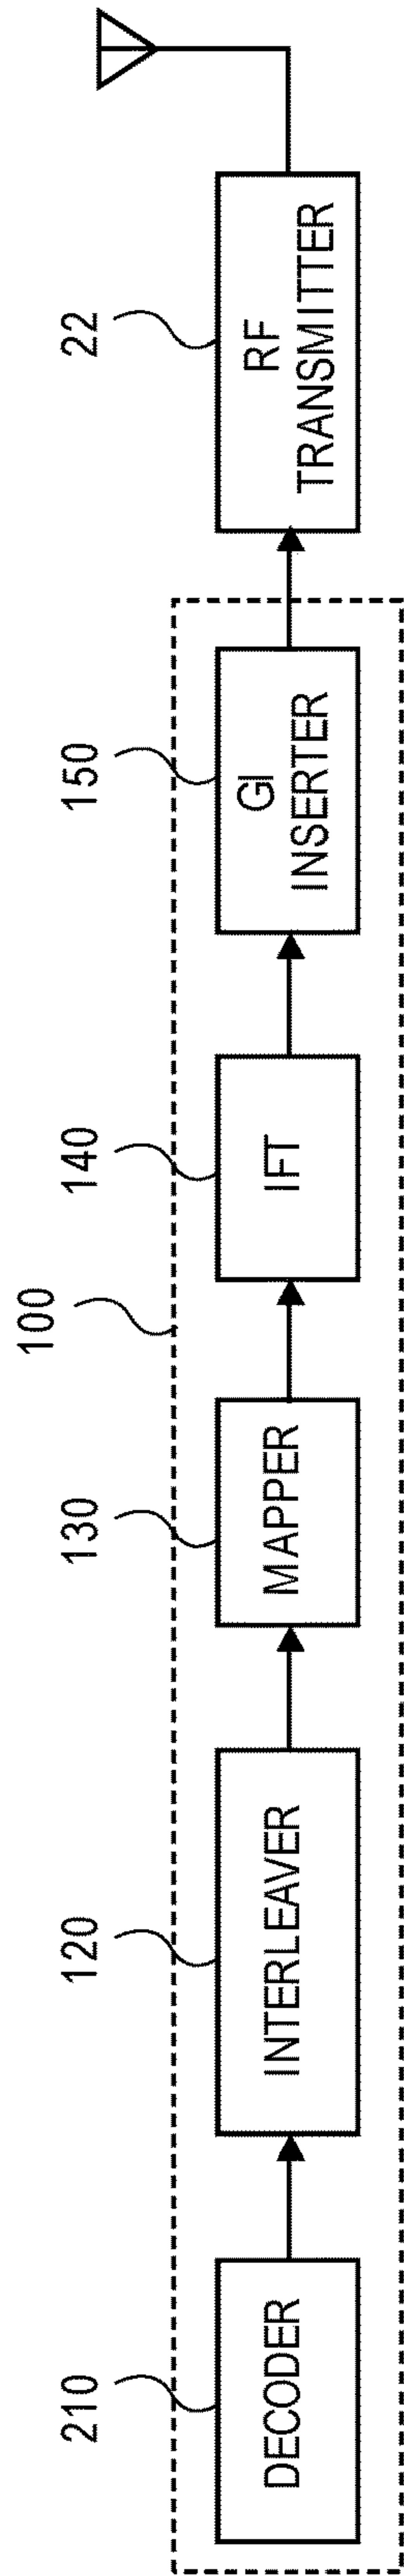 100
210
120
130
140
150
22
DECODER
INTERLEAVER
MAPPER
IFT
GI
INSERTER
RF
TRANSMITTER